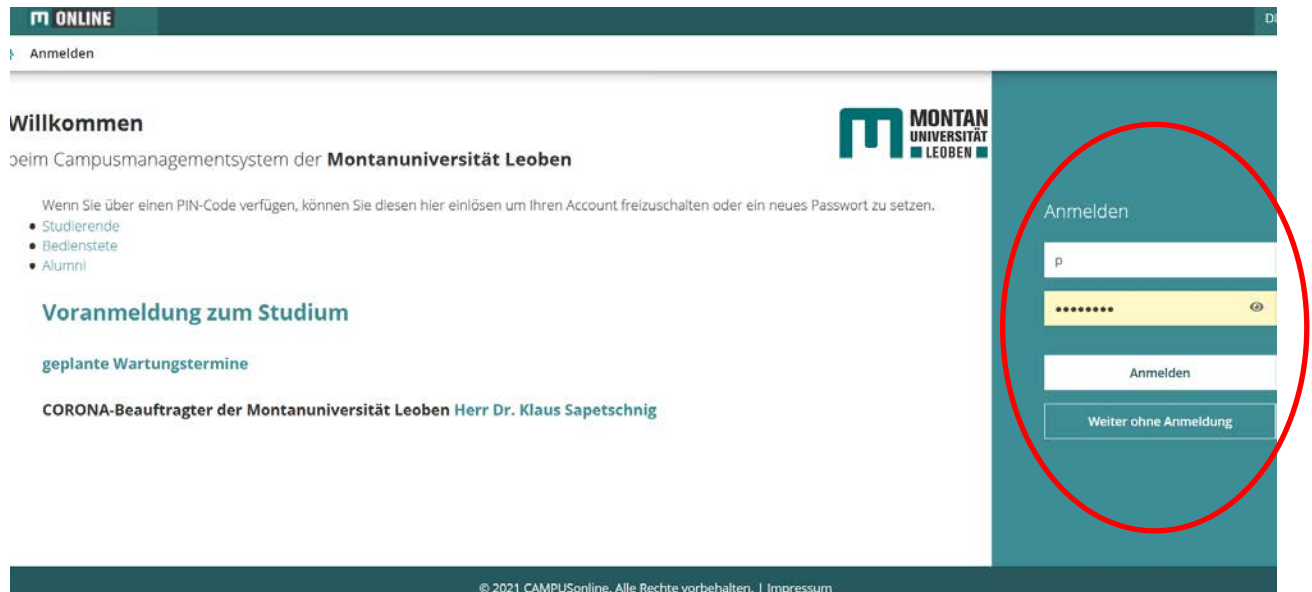 m ONLINE
Anmelden
Willkommen
beim Campusmanagementsystem der Montanuniversität Leoben
MONTAN
UNIVERSITÄT
LEOBEN
Wenn Sie über einen PIN-Code verfügen, können Sie diesen hier einlösen um Ihren Account freizuschalten oder ein neues Passwort zu setzen.
Studierende
Bedienstete
Alumni
Voranmeldung zum Studium
geplante Wartungstermine
CORONA-Beauftragter der Montanuniversität Leoben Herr Dr. Klaus Sapetschnig
Anmelden
p
••••••••
Anmelden
Weiter ohne Anmeldung
© 2021 CAMPUSonline. Alle Rechte vorbehalten. | Impressum